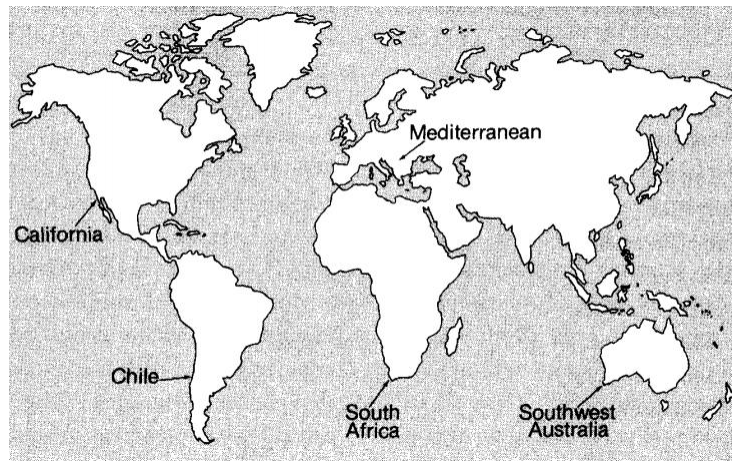 Mediterranean
California
Chile
South
Africa
Southwest
Australia